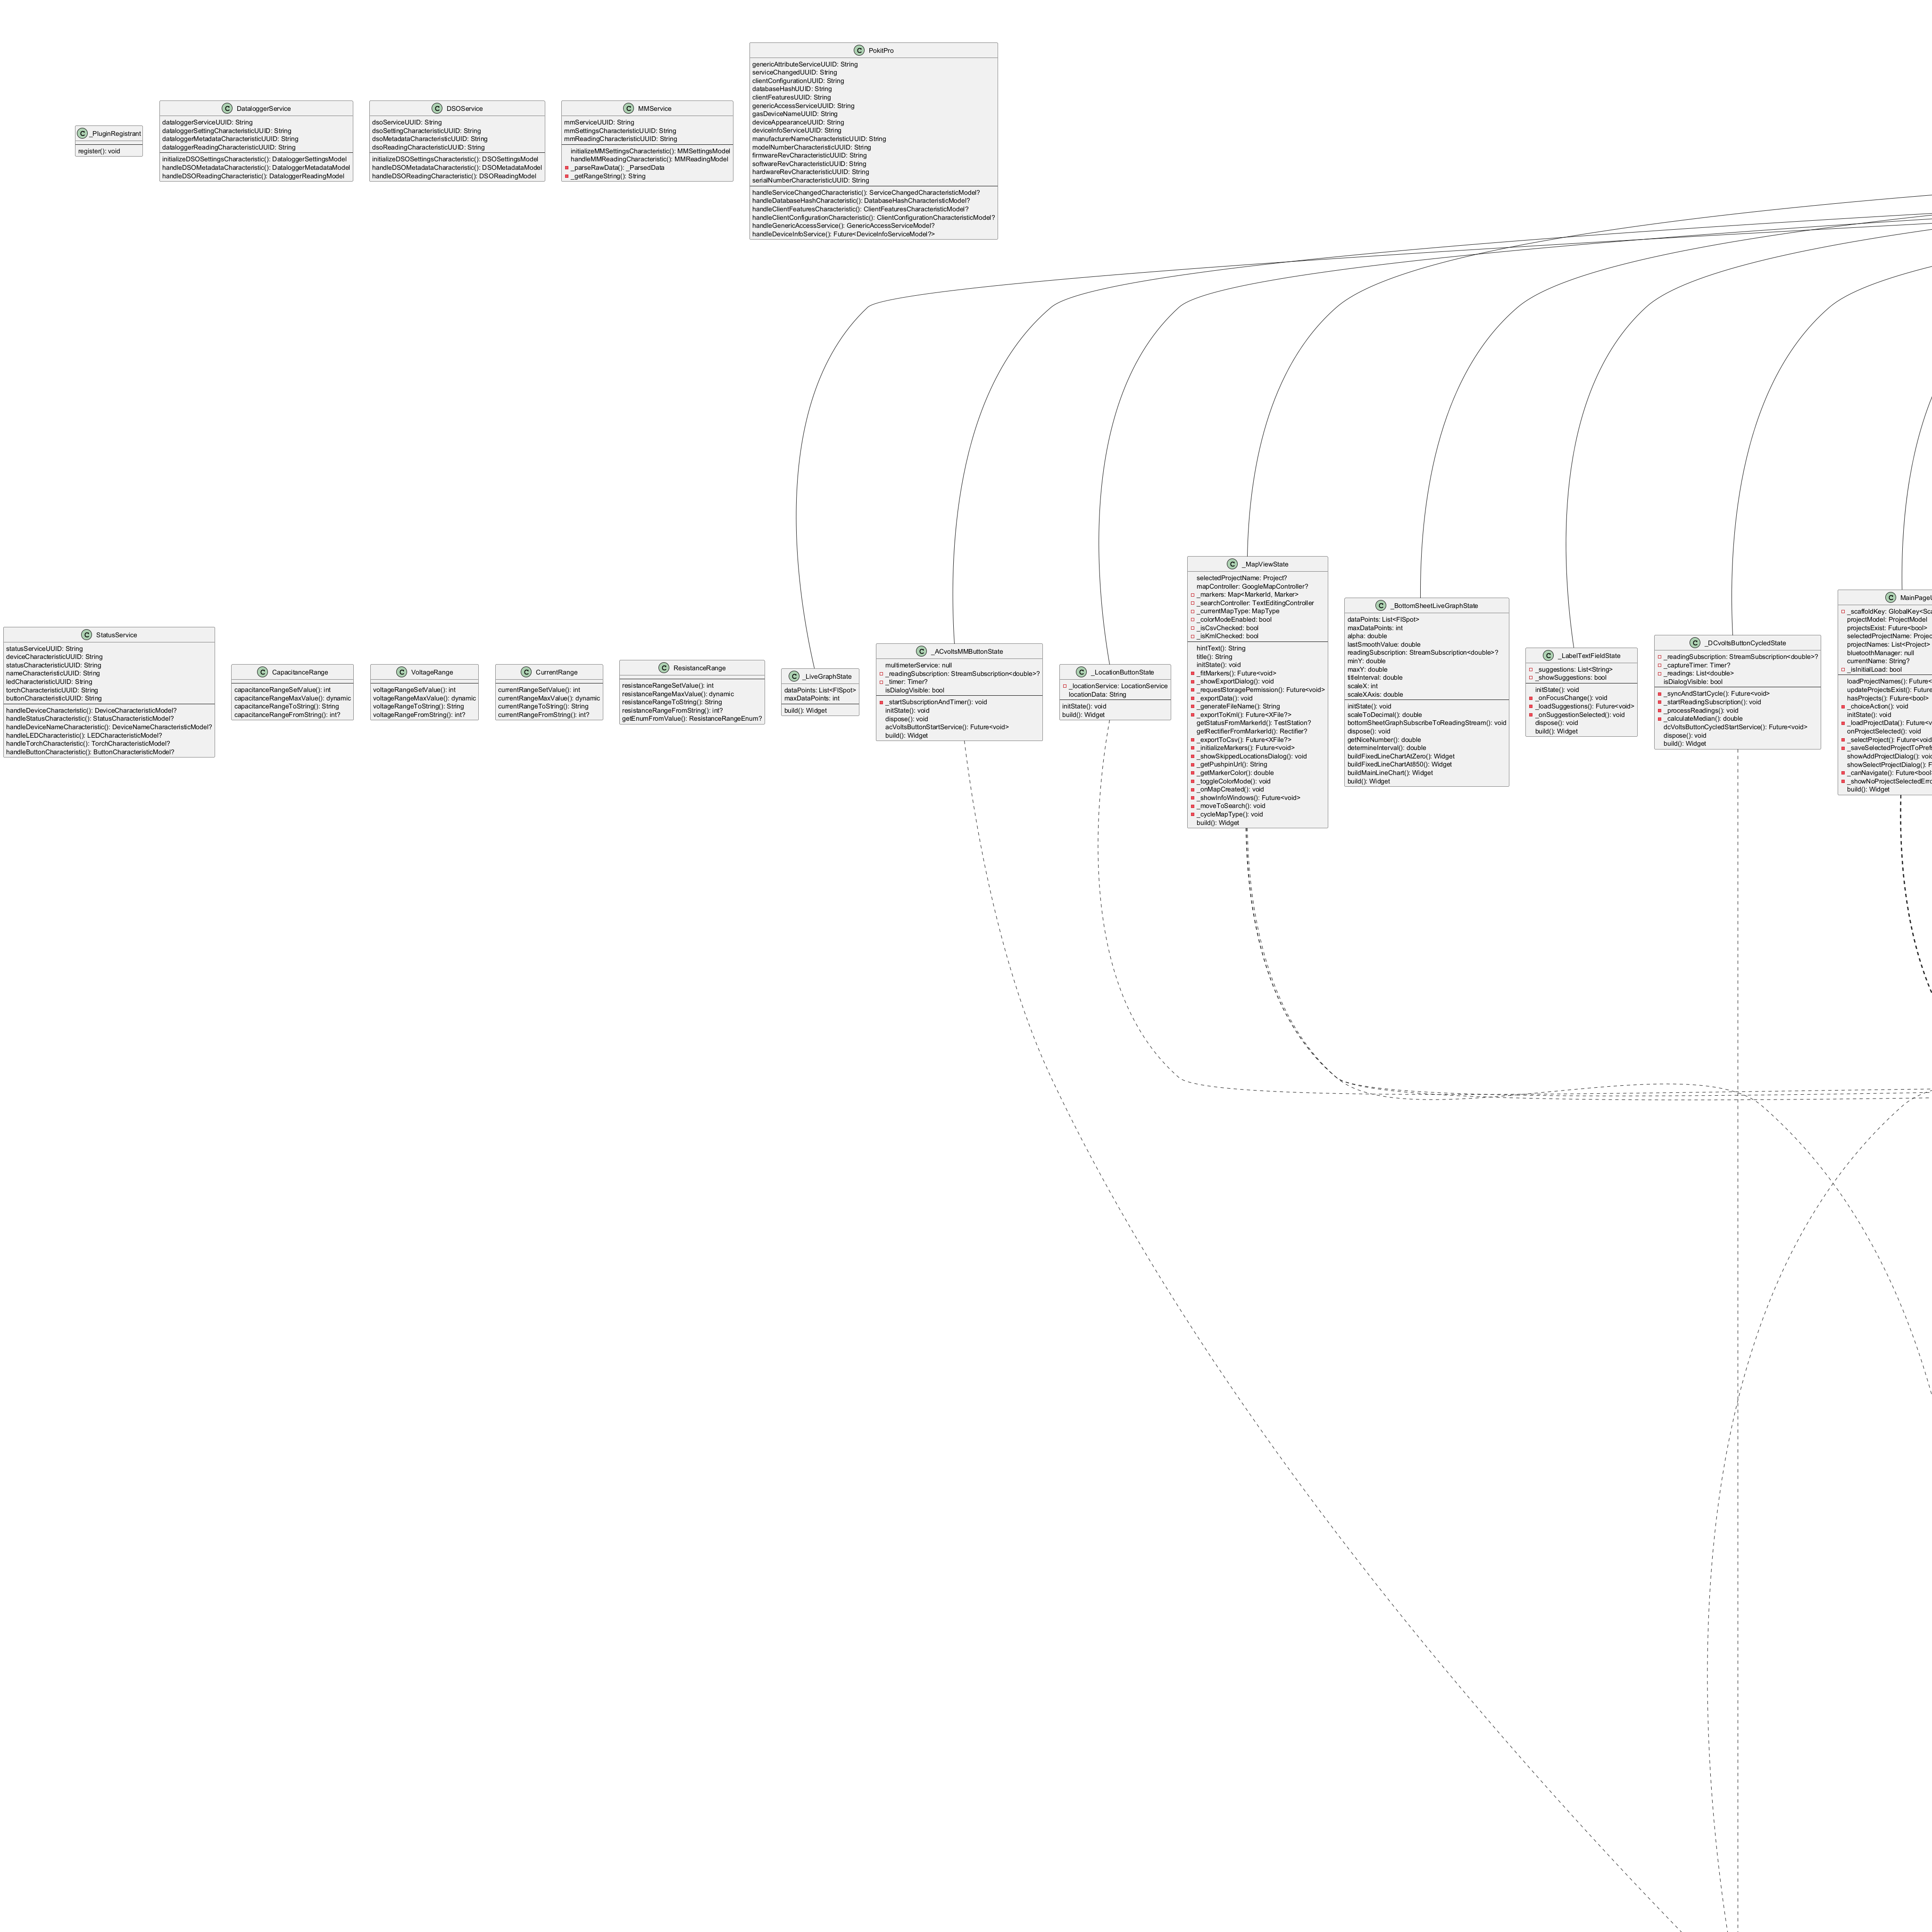 C _PluginRegistrant
register(): void
C DataloggerService
dataloggerServiceUUID: String
dataloggerSettingCharacteristicUUID: String
dataloggerMetadataCharacteristicUUID: String
dataloggerReadingCharacteristicUUID: String
initializeDSOSettingsCharacteristic(): DataloggerSettingsModel
handleDSOMetadataCharacteristic(): DataloggerMetadataModel
handleDSOReadingCharacteristic(): DataloggerReadingModel
C DSOService
dsoServiceUUID: String
dsoSettingCharacteristicUUID: String
dsoMetadataCharacteristicUUID: String
dsoReadingCharacteristicUUID: String
initializeDSOSettingsCharacteristic(): DSOSettingsModel
handleDSOMetadataCharacteristic(): DSOMetadataModel
handleDSOReadingCharacteristic(): DSOReadingModel
C MMService
mmServiceUUID: String
mmSettingsCharacteristicUUID: String
mmReadingCharacteristicUUID: String
initializeMMSettingsCharacteristic(): MMSettingsModel
handleMMReadingCharacteristic(): MMReadingModel
_parseRawData(): _ParsedData
_getRangeString(): String
C PokitPro
genericAttributeServiceUUID: String
serviceChangedUUID: String
clientConfigurationUUID: String
databaseHashUUID: String
clientFeaturesUUID: String
genericAccessServiceUUID: String
gasDeviceNameUUID: String
deviceAppearanceUUID: String
deviceInfoServiceUUID: String
manufacturerNameCharacteristicUUID: String
modelNumberCharacteristicUUID: String
firmwareRevCharacteristicUUID: String
softwareRevCharacteristicUUID: String
hardwareRevCharacteristicUUID: String
serialNumberCharacteristicUUID: String
handleServiceChangedCharacteristic(): ServiceChangedCharacteristicModel?
handleDatabaseHashCharacteristic(): DatabaseHashCharacteristicModel?
handleClientFeaturesCharacteristic(): ClientFeaturesCharacteristicModel?
handleClientConfigurationCharacteristic(): ClientConfigurationCharacteristicModel?
handleGenericAccessService(): GenericAccessServiceModel?
handleDeviceInfoService(): Future<DeviceInfoServiceModel?>
C StatusService
statusServiceUUID: String
deviceCharacteristicUUID: String
statusCharacteristicUUID: String
nameCharacteristicUUID: String
ledCharacteristicUUID: String
torchCharacteristicUUID: String
buttonCharacteristicUUID: String
handleDeviceCharacteristic(): DeviceCharacteristicModel?
handleStatusCharacteristic(): StatusCharacteristicModel?
handleDeviceNameCharacteristic(): DeviceNameCharacteristicModel?
handleLEDCharacteristic(): LEDCharacteristicModel?
handleTorchCharacteristic(): TorchCharacteristicModel?
handleButtonCharacteristic(): ButtonCharacteristicModel?
C CapacitanceRange
capacitanceRangeSetValue(): int
capacitanceRangeMaxValue(): dynamic
capacitanceRangeToString(): String
capacitanceRangeFromString(): int?
C VoltageRange
voltageRangeSetValue(): int
voltageRangeMaxValue(): dynamic
voltageRangeToString(): String
voltageRangeFromString(): int?
C CurrentRange
currentRangeSetValue(): int
currentRangeMaxValue(): dynamic
currentRangeToString(): String
currentRangeFromString(): int?
C ResistanceRange
resistanceRangeSetValue(): int
resistanceRangeMaxValue(): dynamic
resistanceRangeToString(): String
resistanceRangeFromString(): int?
getEnumFromValue(): ResistanceRangeEnum?
C _LiveGraphState
dataPoints: List<FlSpot>
maxDataPoints: int
build(): Widget
C _ACvoltsMMButtonState
multimeterService: null
_readingSubscription: StreamSubscription<double>?
_timer: Timer?
isDialogVisible: bool
_startSubscriptionAndTimer(): void
initState(): void
dispose(): void
acVoltsButtonStartService(): Future<void>
build(): Widget
C _LocationButtonState
_locationService: LocationService
locationData: String
initState(): void
build(): Widget
C _MapViewState
selectedProjectName: Project?
mapController: GoogleMapController?
_markers: Map<MarkerId, Marker>
_searchController: TextEditingController
_currentMapType: MapType
_colorModeEnabled: bool
_isCsvChecked: bool
_isKmlChecked: bool
hintText(): String
title(): String
initState(): void
_fitMarkers(): Future<void>
_showExportDialog(): void
_requestStoragePermission(): Future<void>
_exportData(): void
_generateFileName(): String
_exportToKml(): Future<XFile?>
getStatusFromMarkerId(): TestStation?
getRectifierFromMarkerId(): Rectifier?
_exportToCsv(): Future<XFile?>
_initializeMarkers(): Future<void>
_showSkippedLocationsDialog(): void
_getPushpinUrl(): String
_getMarkerColor(): double
_toggleColorMode(): void
_onMapCreated(): void
_showInfoWindows(): Future<void>
_moveToSearch(): void
_cycleMapType(): void
build(): Widget
C _BottomSheetLiveGraphState
dataPoints: List<FlSpot>
maxDataPoints: int
alpha: double
lastSmoothValue: double
readingSubscription: StreamSubscription<double>?
minY: double
maxY: double
titleInterval: double
scaleX: int
scaleXAxis: double
initState(): void
scaleToDecimal(): double
bottomSheetGraphSubscribeToReadingStream(): void
dispose(): void
getNiceNumber(): double
determineInterval(): double
buildFixedLineChartAtZero(): Widget
buildFixedLineChartAt850(): Widget
buildMainLineChart(): Widget
build(): Widget
C _LabelTextFieldState
_suggestions: List<String>
_showSuggestions: bool
initState(): void
_onFocusChange(): void
_loadSuggestions(): Future<void>
_onSuggestionSelected(): void
dispose(): void
build(): Widget
C _DCvoltsButtonCycledState
_readingSubscription: StreamSubscription<double>?
_captureTimer: Timer?
_readings: List<double>
isDialogVisible: bool
_syncAndStartCycle(): Future<void>
_startReadingSubscription(): void
_processReadings(): void
_calculateMedian(): double
dcVoltsButtonCycledStartService(): Future<void>
dispose(): void
build(): Widget
C MainPage
_scaffoldKey: GlobalKey<Sca
projectModel: ProjectModel
projectsExist: Future<bool>
selectedProjectName: Projec
projectNames: List<Project>
bluetoothManager: null
currentName: String?
_isInitialLoad: bool
loadProjectNames(): Future<
updateProjectsExist(): Future
hasProjects(): Future<bool>
_choiceAction(): void
initState(): void
_loadProjectData(): Future<v
onProjectSelected(): void
_selectProject(): Future<void
_saveSelectedProjectToPref
showAddProjectDialog(): voi
showSelectProjectDialog(): F
_canNavigate(): Future<bool
_showNoProjectSelectedErro
build(): Widget